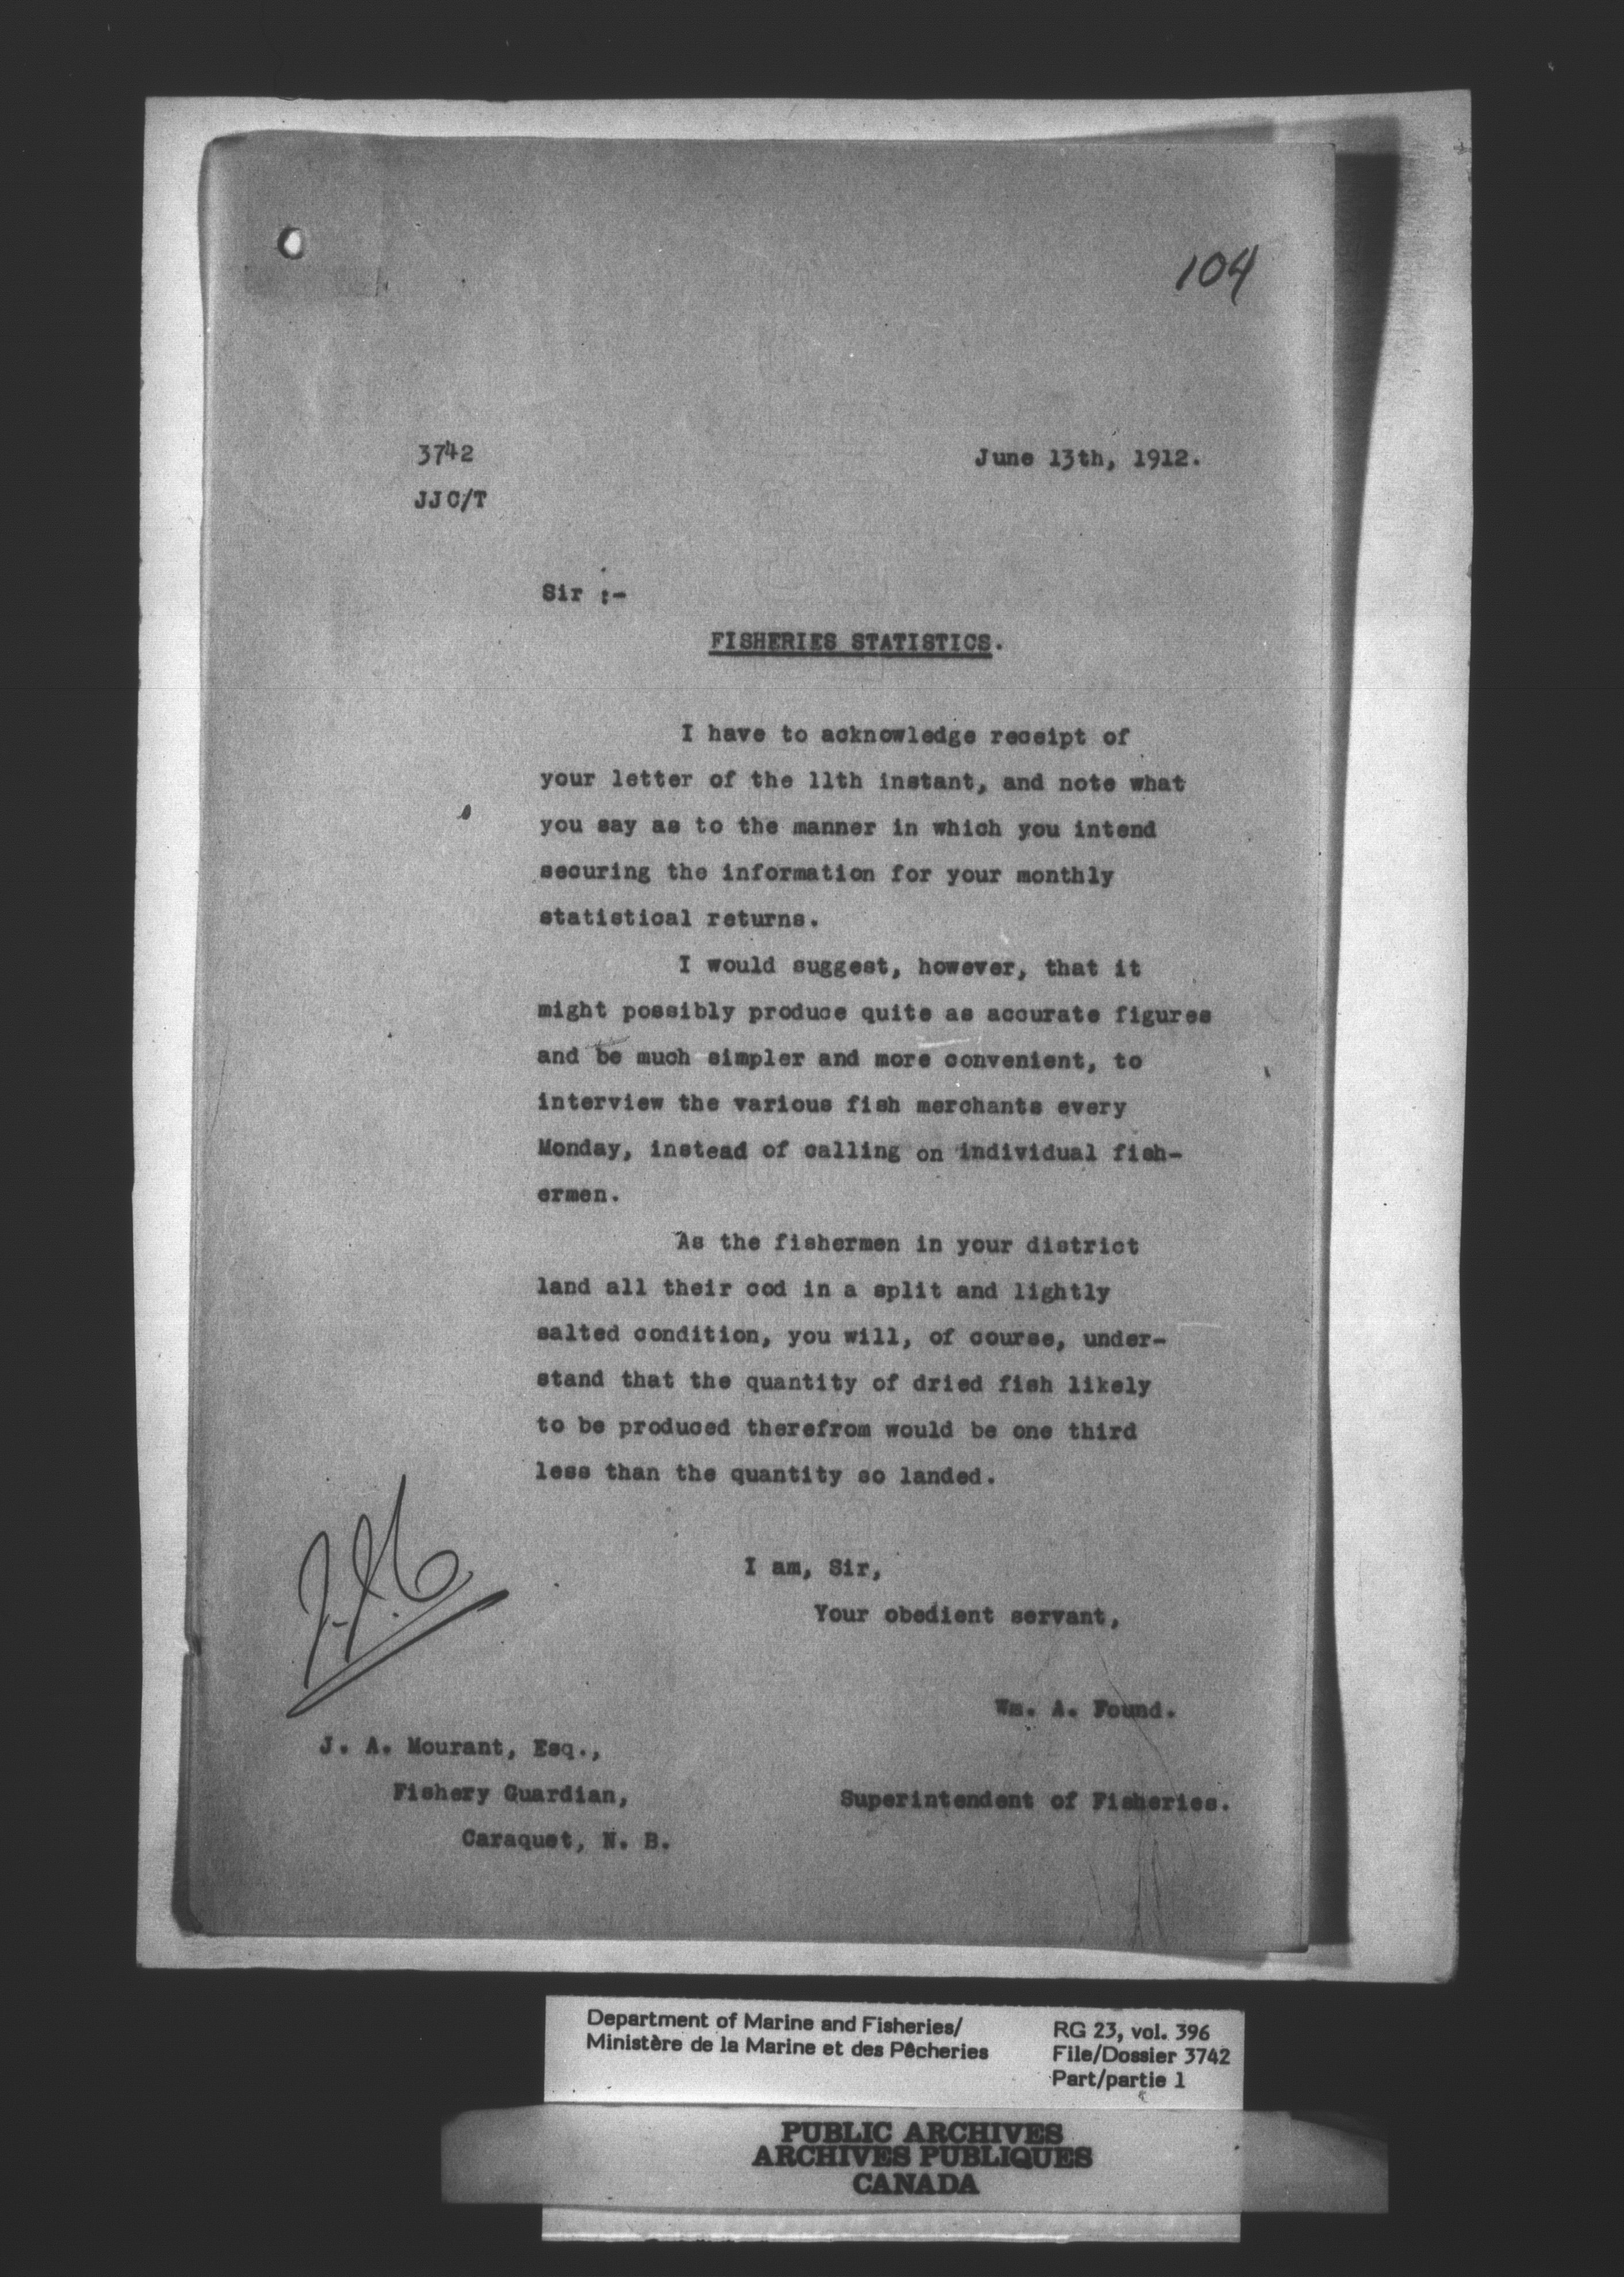 104
3742
June 13th, 1912.
JJC/T
Sir :-
FISHERIES STATISTICS.
I have to acknowledge receipt of
your letter of the 11th instant, and note what
you say as to the manner in which you intend
securing the information for your monthly
statistical returns.
I would suggest, however, that it
might possibly produce quite as accurate figures
and be much simpler and more convenient, to
interview the various fish merchants every
Monday, instead of calling on individual fish-
ermen.
As the fishermen in your district
land all their cod in a split and lightly
salted condition, you will, of course, under-
stand that the quantity of dried fish likely
to be produced therefrom would be one third
less than the quantity so landed.
I am, Sir,
Your obedient servant,
Wm. A. Found.
Superintendent of Fisheries.
J. A. Mourant, Esq.,
Fishery Guardian,
Caraquet, N. B.
Department of Marine and Fisheries/
Ministère de la Marine et des Pêcheries
RG 23, vol. 396
File/Dossier 3742
Part/partie 1
PUBLIC ARCHIVES
ARCHIVES PUBLIQUES
CANADA